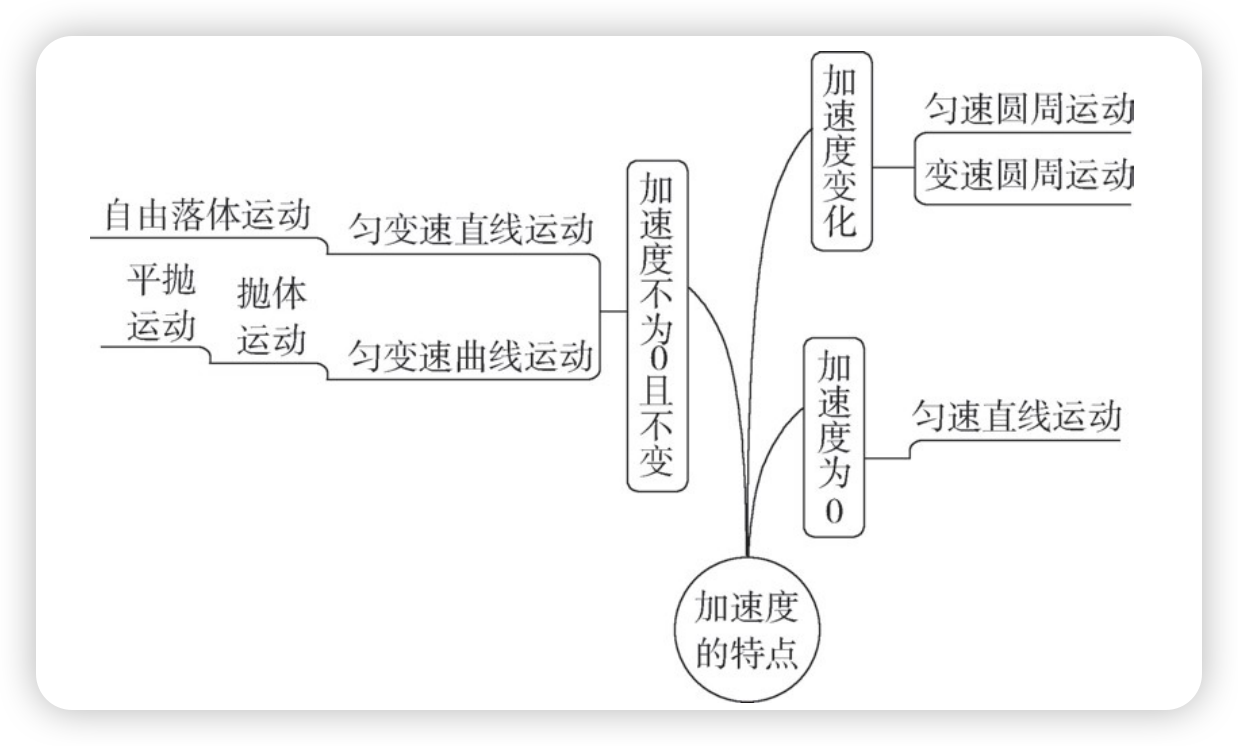 加速度变化
匀速圆周运动
变速圆周运动
加速度不为0且不变
自由落体运动
匀变速直线运动
平抛
运动
抛体
运动
匀变速曲线运动
加速度为0
匀速直线运动
加速度
的特点